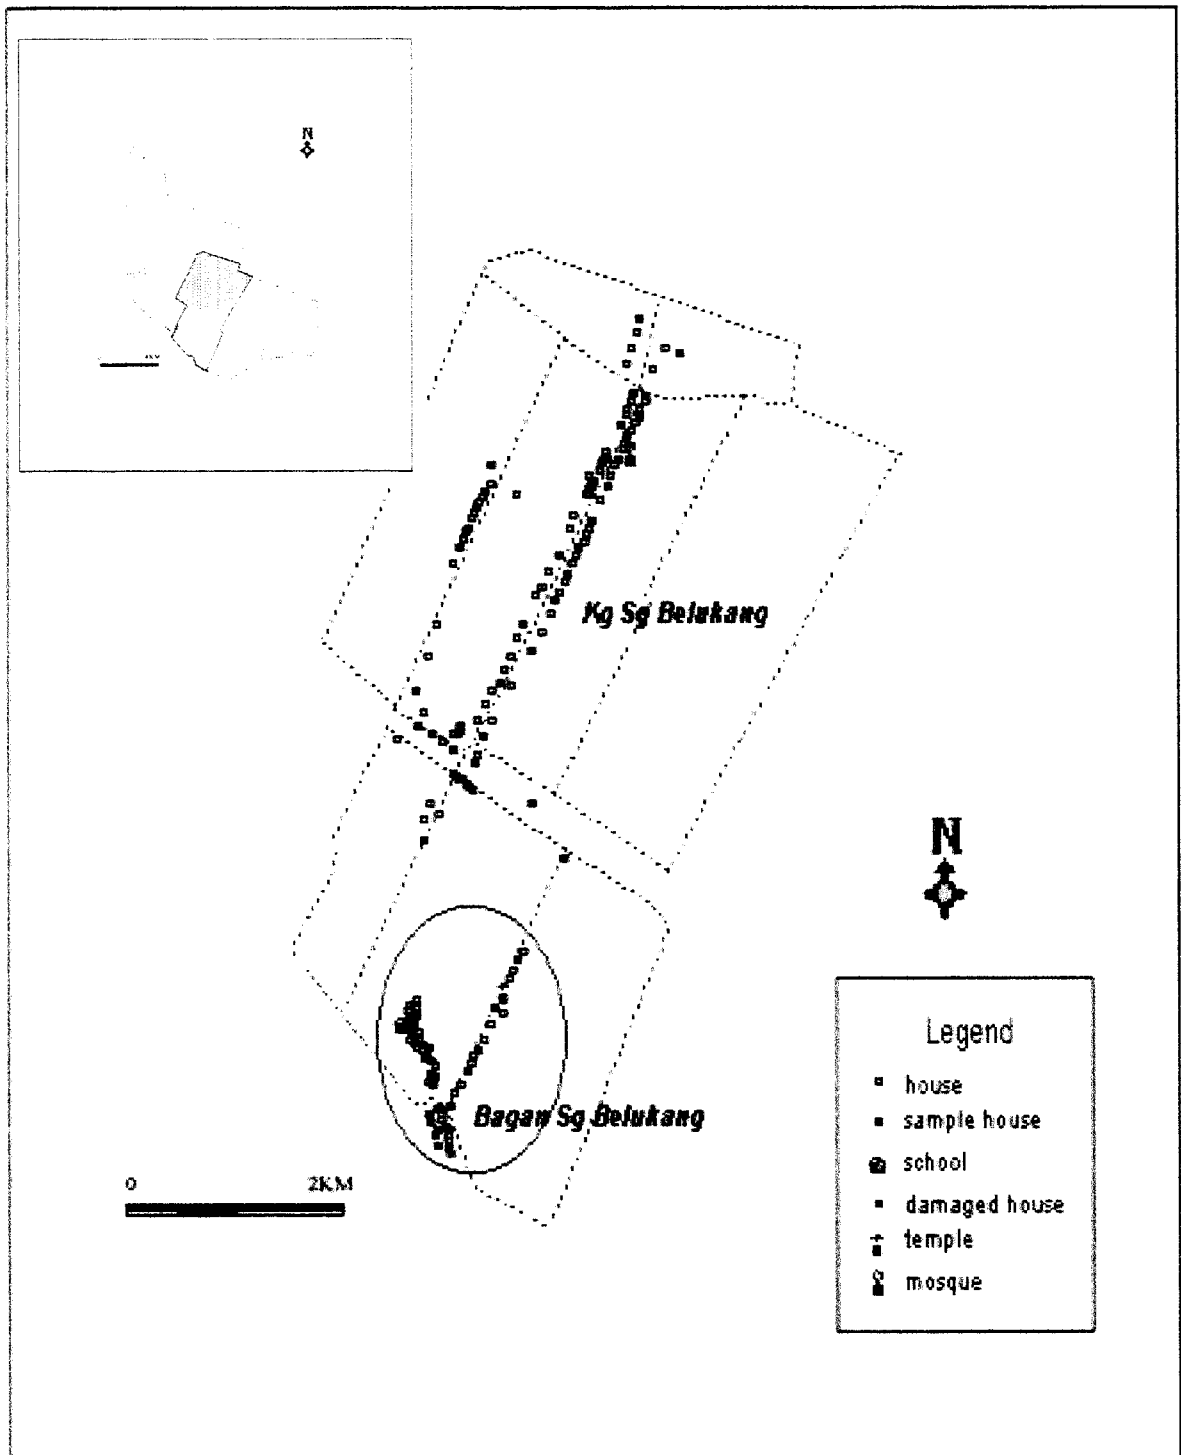 N
Kg Sg Belukang
N
Legend
house
sample house
school
damaged house
temple
mosque
Bagan Sg Belukang
0 2KM